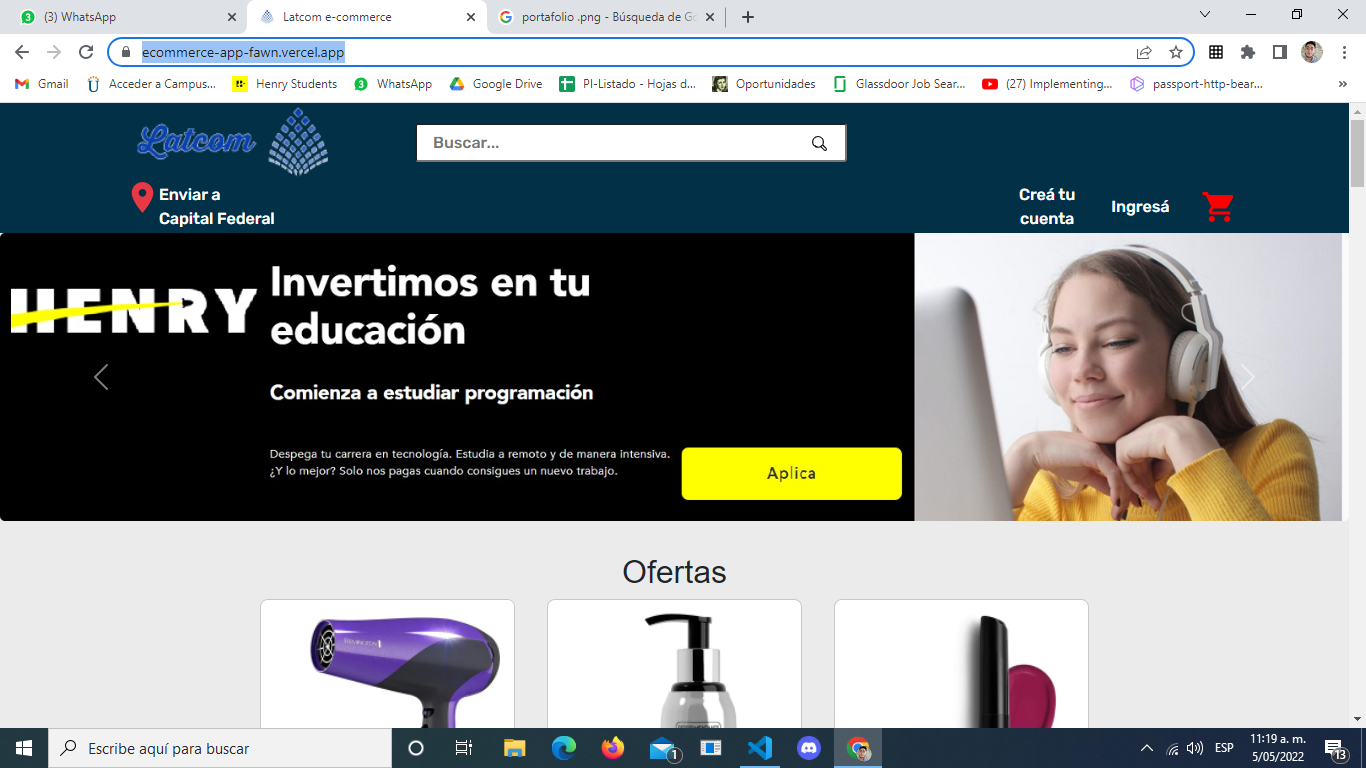 (3) WhatsApp
Latcom e-commerce
portafolio .png - Búsqueda de Go
ecommerce-app-fawn.vercel.app
Gmail
Acceder a Campus...
Henry Students
WhatsApp
Google Drive
PI-Listado - Hojas d...
Oportunidades
Glassdoor Job Sear...
(27) Implementing...
passport-http-bear...
Latcom
Buscar...
Enviar a
Capital Federal
Creá tu
cuenta
Ingresá
HENRY
Invertimos en tu
educación
Comienza a estudiar programación
Despega tu carrera en tecnología. Estudia a remoto y de manera intensiva.
¿Y lo mejor? Solo nos pagas cuando consigues un nuevo trabajo.
Aplica
Ofertas
REMINGTON
Escribe aquí para buscar
1
ESP
11:19 a. m.
5/05/2022
13